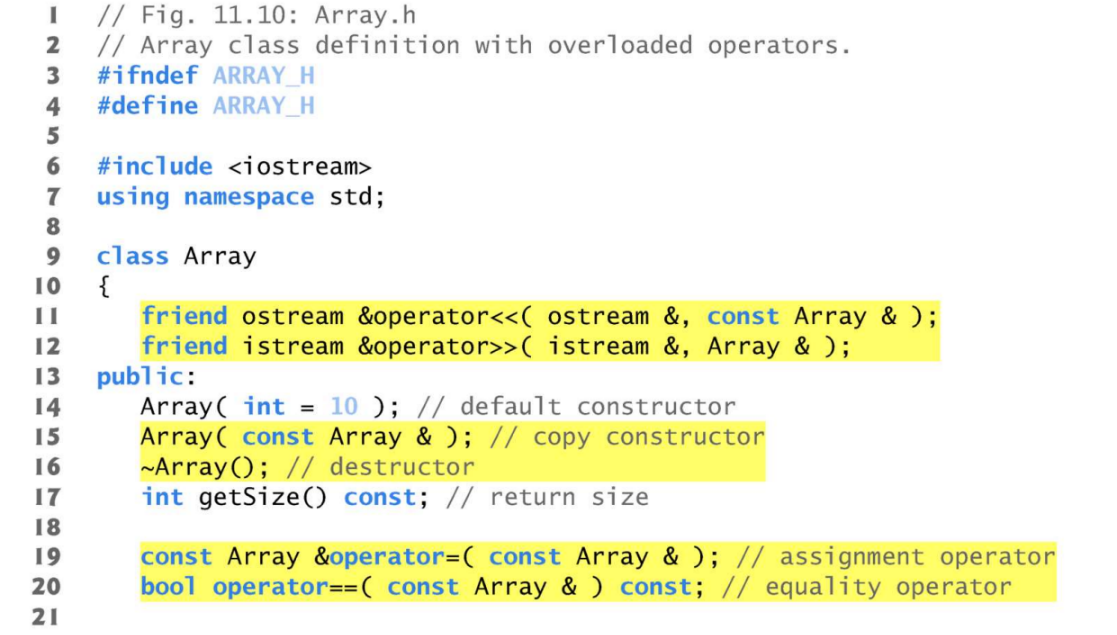 1 // Fig. 11.10: Array.h
2 // Array class definition with overloaded operators.
3 #ifndef ARRAY_H
4 #define ARRAY_H
5
6 #include <iostream>
7 using namespace std;
8
9 class Array
10 {
11 friend ostream &operator<<( ostream &, const Array & );
12 friend istream &operator>>( istream &, Array & );
13 public:
14 Array( int = 10 ); // default constructor
15 Array( const Array & ); // copy constructor
16 ~Array(); // destructor
17 int getSize() const; // return size
18
19 const Array &operator=( const Array & ); // assignment operator
20 bool operator==( const Array & ) const; // equality operator
21